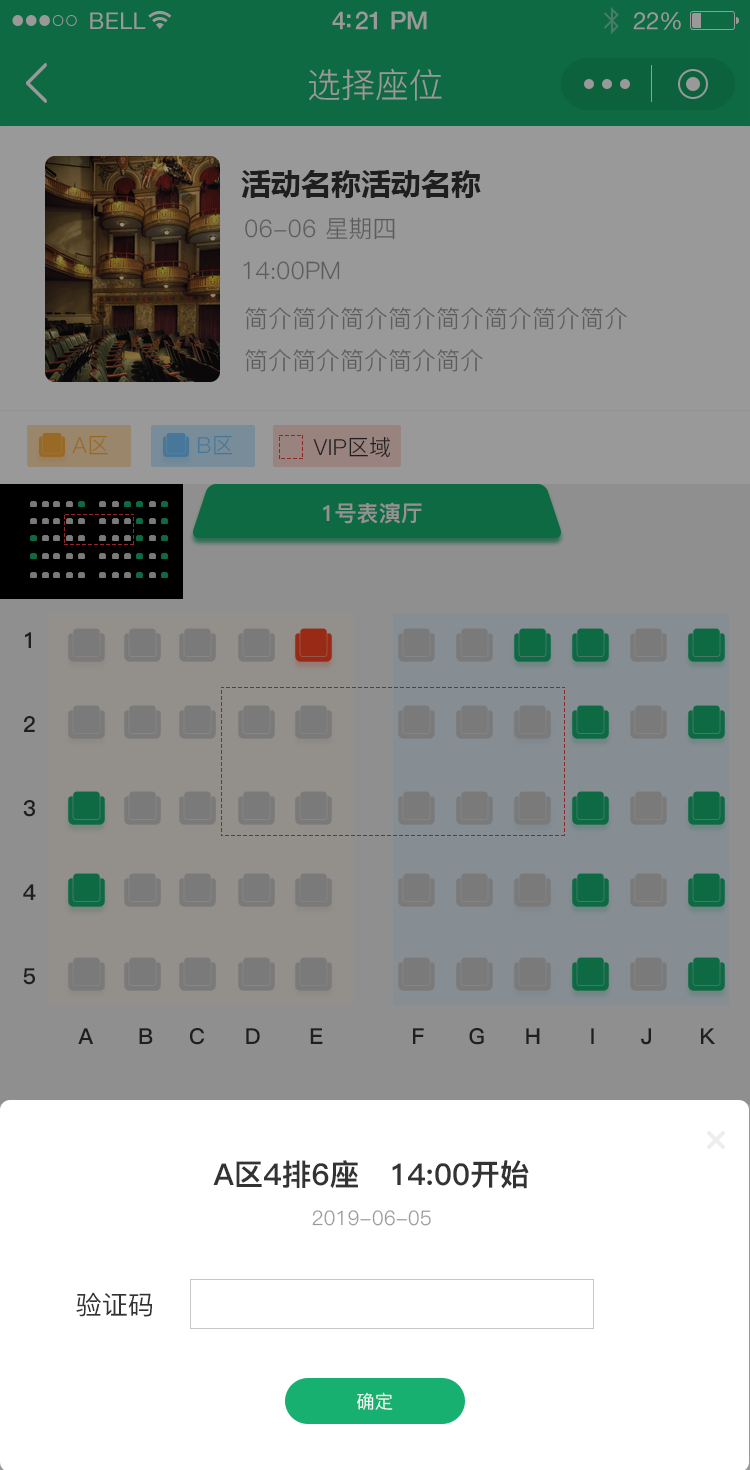 BELL 4:21 PM 22%
选择座位
活动名称活动名称
06-06 星期四
14:00PM
简介简介简介简介简介简介简介简介
简介简介简介简介简介
A区 B区 VIP区域
1号表演厅
1
2
3
4
5
A B C D E F G H I J K
A区4排6座 14:00开始
2019-06-05
验证码
确定